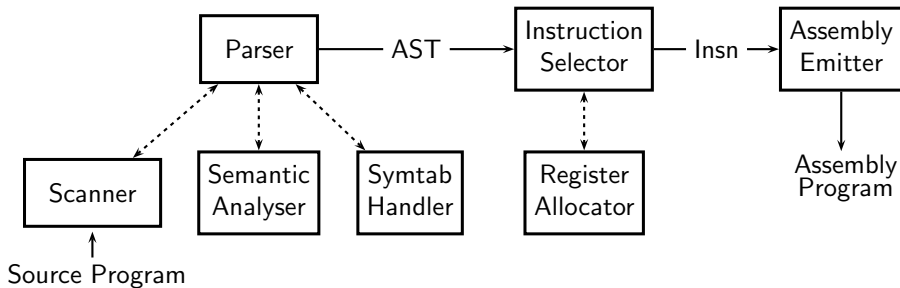 Parser
AST
Instruction
Selector
Insn
Assembly
Emitter
Scanner
Semantic
Analyser
Symtab
Handler
Register
Allocator
Assembly
Program
Source Program